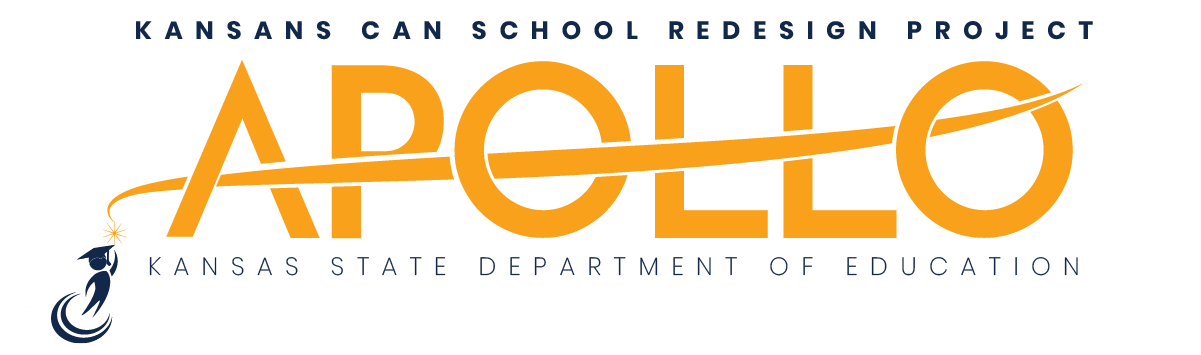 KANSANS CAN SCHOOL REDESIGN PROJECT
APOLLO
KANSAS STATE DEPARTMENT OF EDUCATION